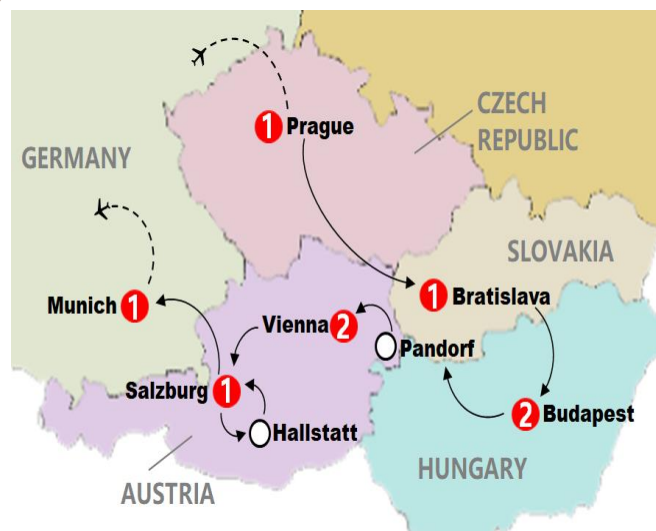 CZECH
REPUBLIC
1 Prague
GERMANY
SLOVAKIA
1 Bratislava
Munich 1
Vienna 2
Pandorf
Salzburg 1
2 Budapest
Hallstatt
HUNGARY
AUSTRIA